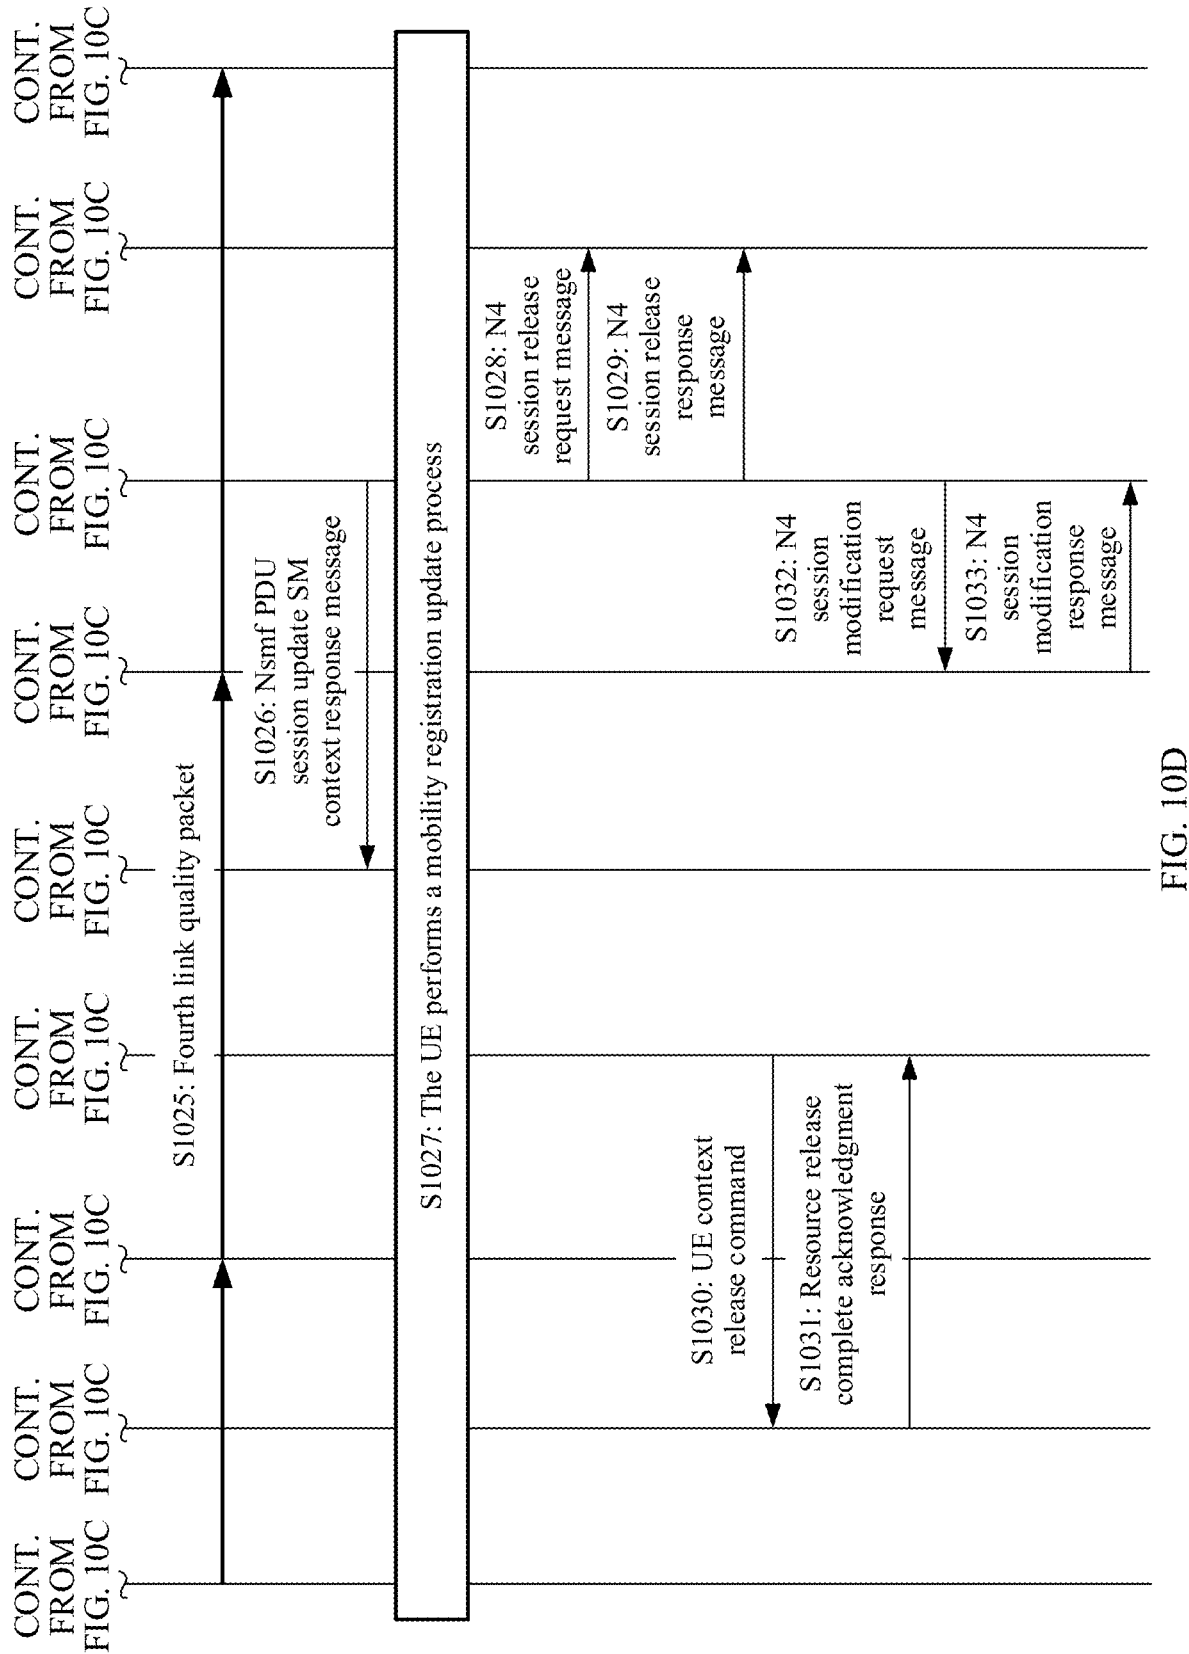 CONT.
FROM
FIG. 10C
CONT.
FROM
FIG. 10C
CONT.
FROM
FIG. 10C
CONT.
FROM
FIG. 10C
CONT.
FROM
FIG. 10C
CONT.
FROM
FIG. 10C
CONT.
FROM
FIG. 10C
CONT.
FROM
FIG. 10C
CONT.
FROM
FIG. 10C
S1025: Fourth link quality packet
S1026: Nsmf PDU
session update SM
context response message
S1027: The UE performs a mobility registration update process
S1028: N4
session release
request message
S1029: N4
session release
response
message
S1030: UE context
release command
S1031: Resource release
complete acknowledgment
response
S1032: N4
session
modification
request
message
S1033: N4
session
modification
response
message
FIG. 10D